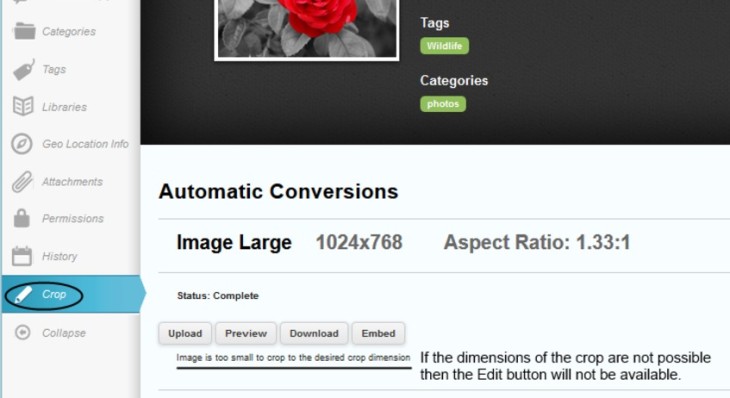 Tags
Wildlife
Categories
photos
Categories
Tags
Libraries
Geo Location Info
Attachments
Permissions
History
Crop
Collapse
Automatic Conversions
Image Large 1024x768 Aspect Ratio: 1.33:1
Status: Complete
Upload Preview Download Embed
Image is too small to crop to the desired crop dimension
If the dimensions of the crop are not possible
then the Edit button will not be available.